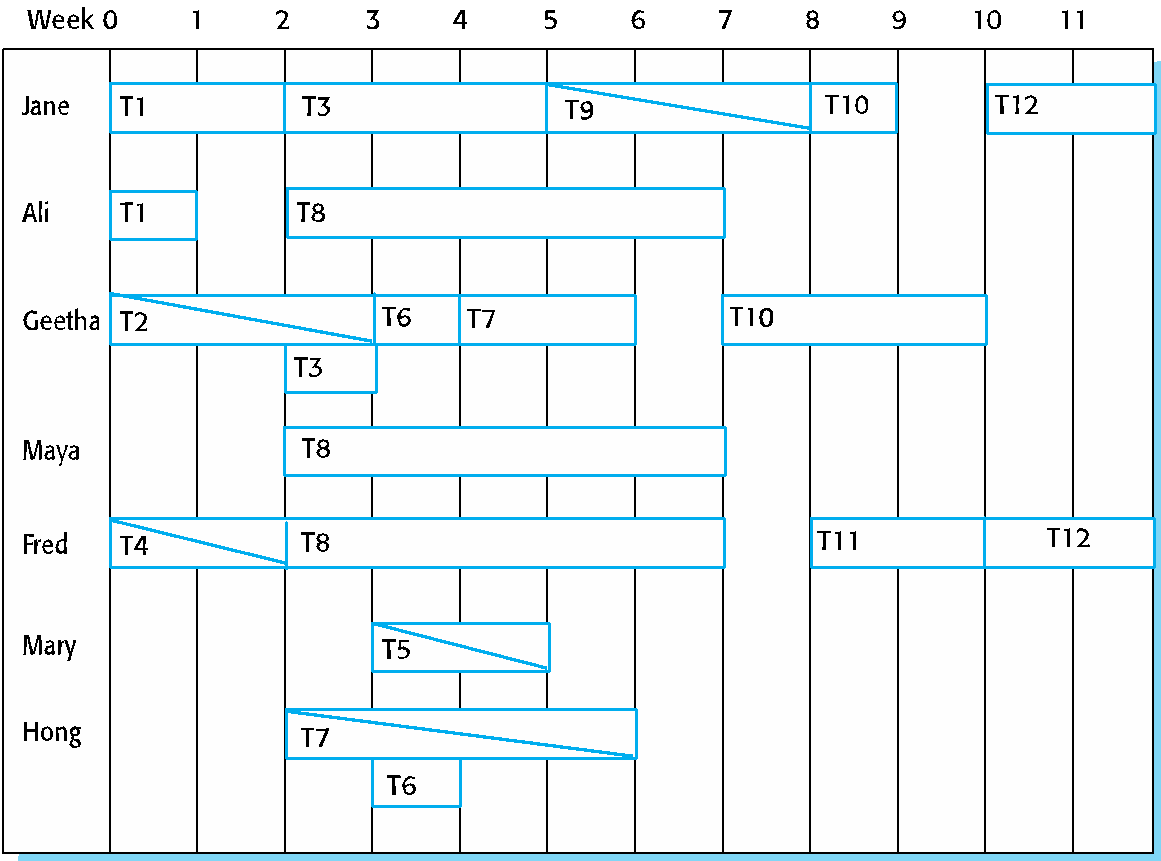 Week 0 1 2 3 4 5 6 7 8 9 10 11
Jane T1 T3 T9 T10 T12
Ali T1 T8
Geetha T2 T6 T7 T10
T3
Maya T8
Fred T4 T8 T11 T12
Mary T5
Hong T7
T6